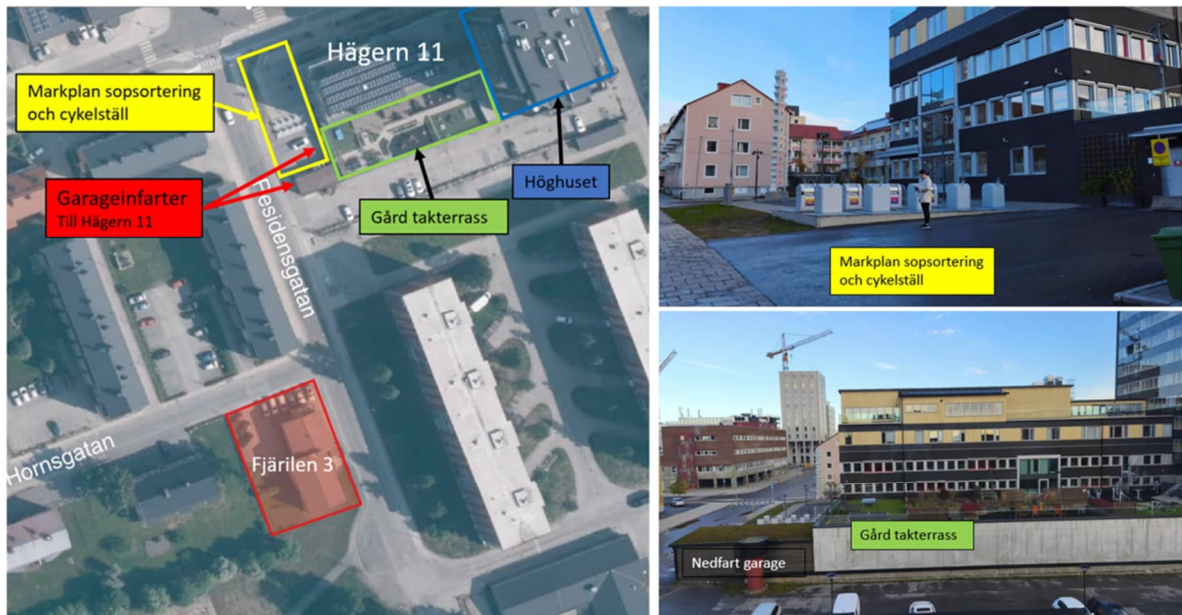 Hägern 11
Markplan sopsortering
och cykelställ
Garageinfarter
Till Hägern 11
Gård takterrass
Höghuset
Residensgatan
Hornsgatan
Fjärilen 3
Markplan sopsortering
och cykelställ
Gård takterrass
Nedfart garage